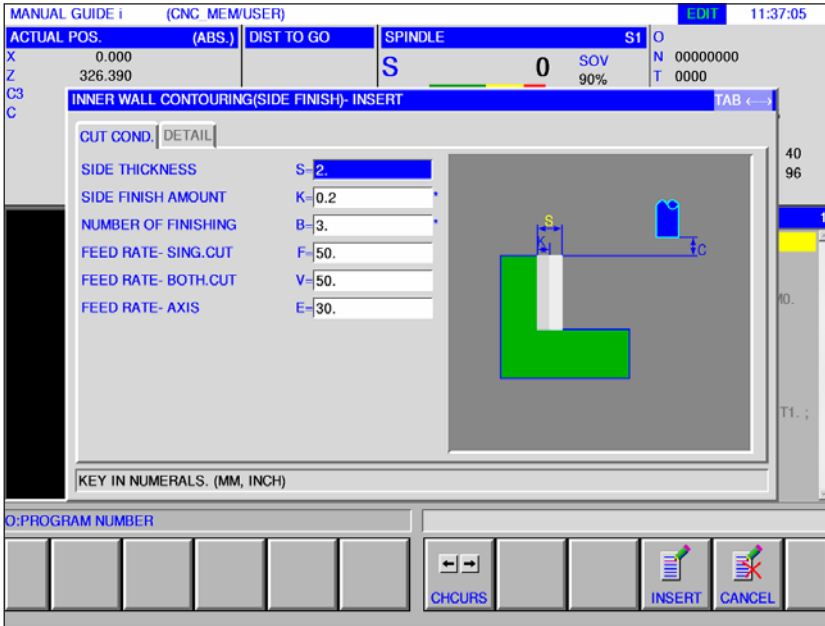 MANUAL GUIDE i (CNC_MEM/USER) EDIT 11:37:05
ACTUAL POS. (ABS.) DIST TO GO SPINDLE S1 O
X 0.000 S 0 SOV N 00000000
Z 326.390 90% T 0000
C3
C
INNER WALL CONTOURING(SIDE FINISH)- INSERT TAB ←→
CUT COND. DETAIL
40
96
SIDE THICKNESS S=2.
SIDE FINISH AMOUNT K=0.2 *
NUMBER OF FINISHING B=3. *
FEED RATE- SING.CUT F=50.
FEED RATE- BOTH.CUT V=50.
FEED RATE- AXIS E=30.
S
K
C
1
M0.
T1. ;
KEY IN NUMERALS. (MM, INCH)
O:PROGRAM NUMBER
CHCURS INSERT CANCEL